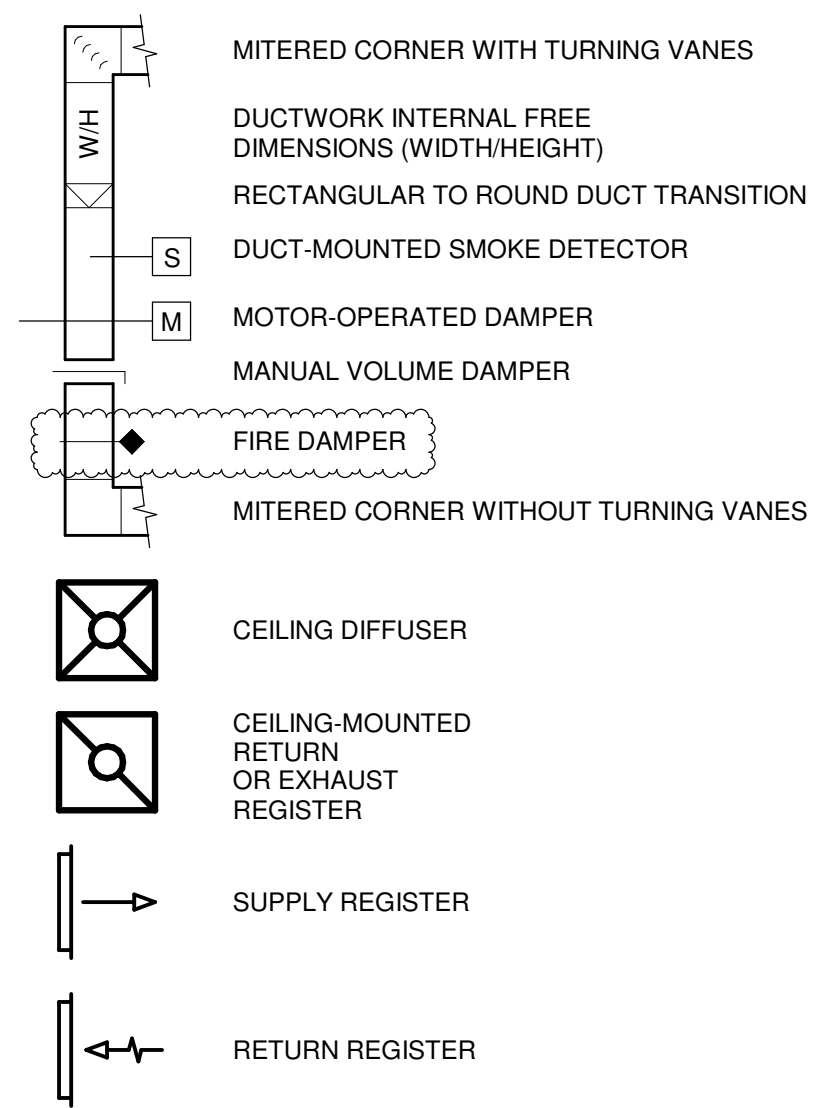 MITERED CORNER WITH TURNING VANES
W/H
DUCTWORK INTERNAL FREE
DIMENSIONS (WIDTH/HEIGHT)
RECTANGULAR TO ROUND DUCT TRANSITION
S
DUCT-MOUNTED SMOKE DETECTOR
M
MOTOR-OPERATED DAMPER
MANUAL VOLUME DAMPER
FIRE DAMPER
MITERED CORNER WITHOUT TURNING VANES
CEILING DIFFUSER
CEILING-MOUNTED
RETURN
OR EXHAUST
REGISTER
SUPPLY REGISTER
RETURN REGISTER